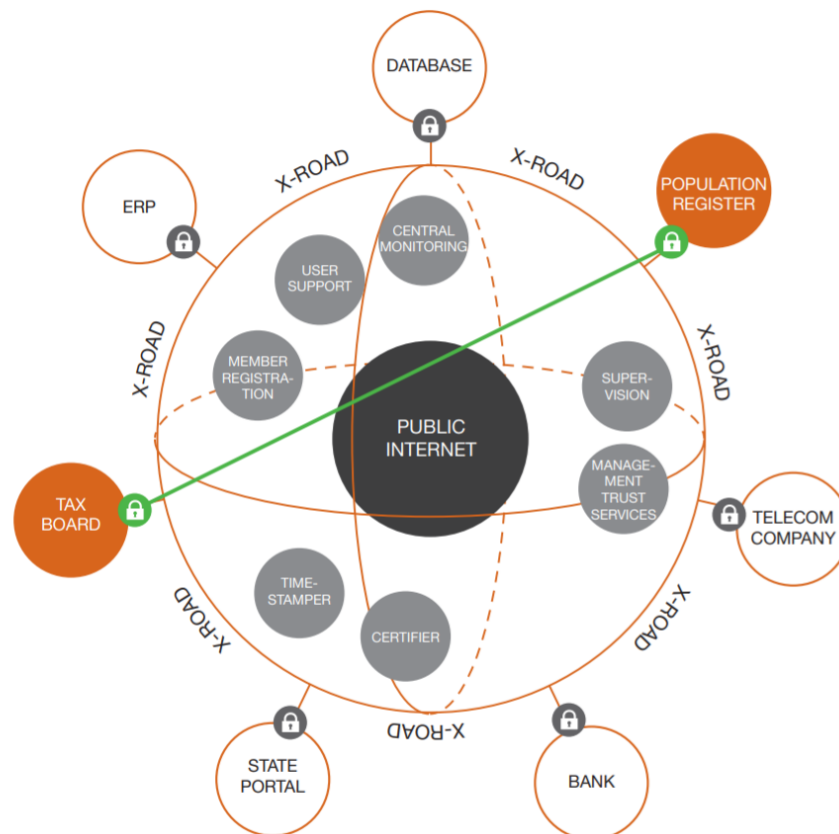 DATABASE
X-ROAD
X-ROAD
POPULATION
REGISTER
ERP
CENTRAL
MONITORING
USER
SUPPORT
X-ROAD
X-ROAD
MEMBER
REGISTRA-
TION
SUPER-
VISION
PUBLIC
INTERNET
MANAGE-
MENT
TRUST
SERVICES
TAX
BOARD
TELECOM
COMPANY
TIME-
STAMPER
CERTIFIER
X-ROAD
X-ROAD
X-ROAD
STATE
PORTAL
BANK